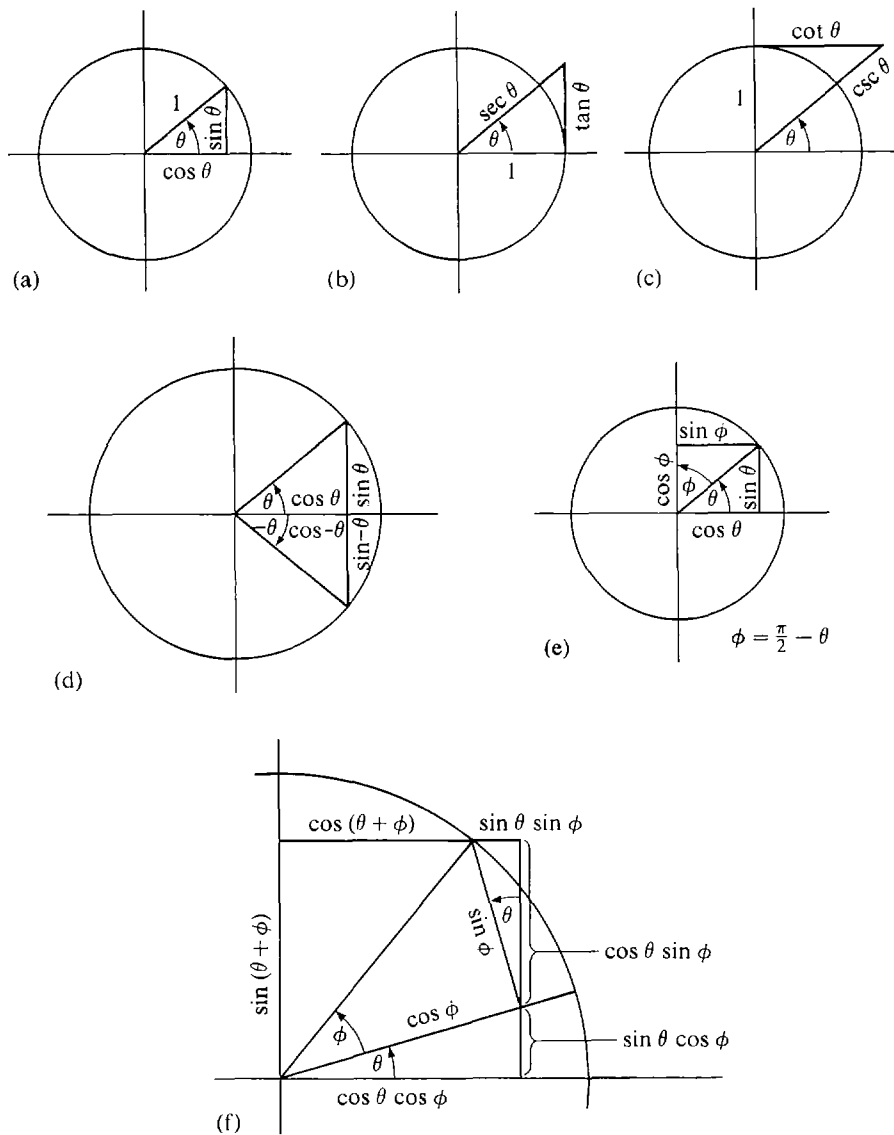 1
θ
sin θ
cos θ
(a)
sec θ
tan θ
θ
1
(b)
cot θ
csc θ
1
θ
(c)
θ
cos θ
sin θ
−θ
cos-θ
sin-θ
(d)
sin φ
cos φ
φ
θ
sin θ
cos θ
φ = π/2 − θ
(e)
cos (θ + φ)
sin θ sin φ
θ
sin φ
sin (θ + φ)
cos θ sin φ
cos φ
φ
θ
sin θ cos φ
cos θ cos φ
(f)